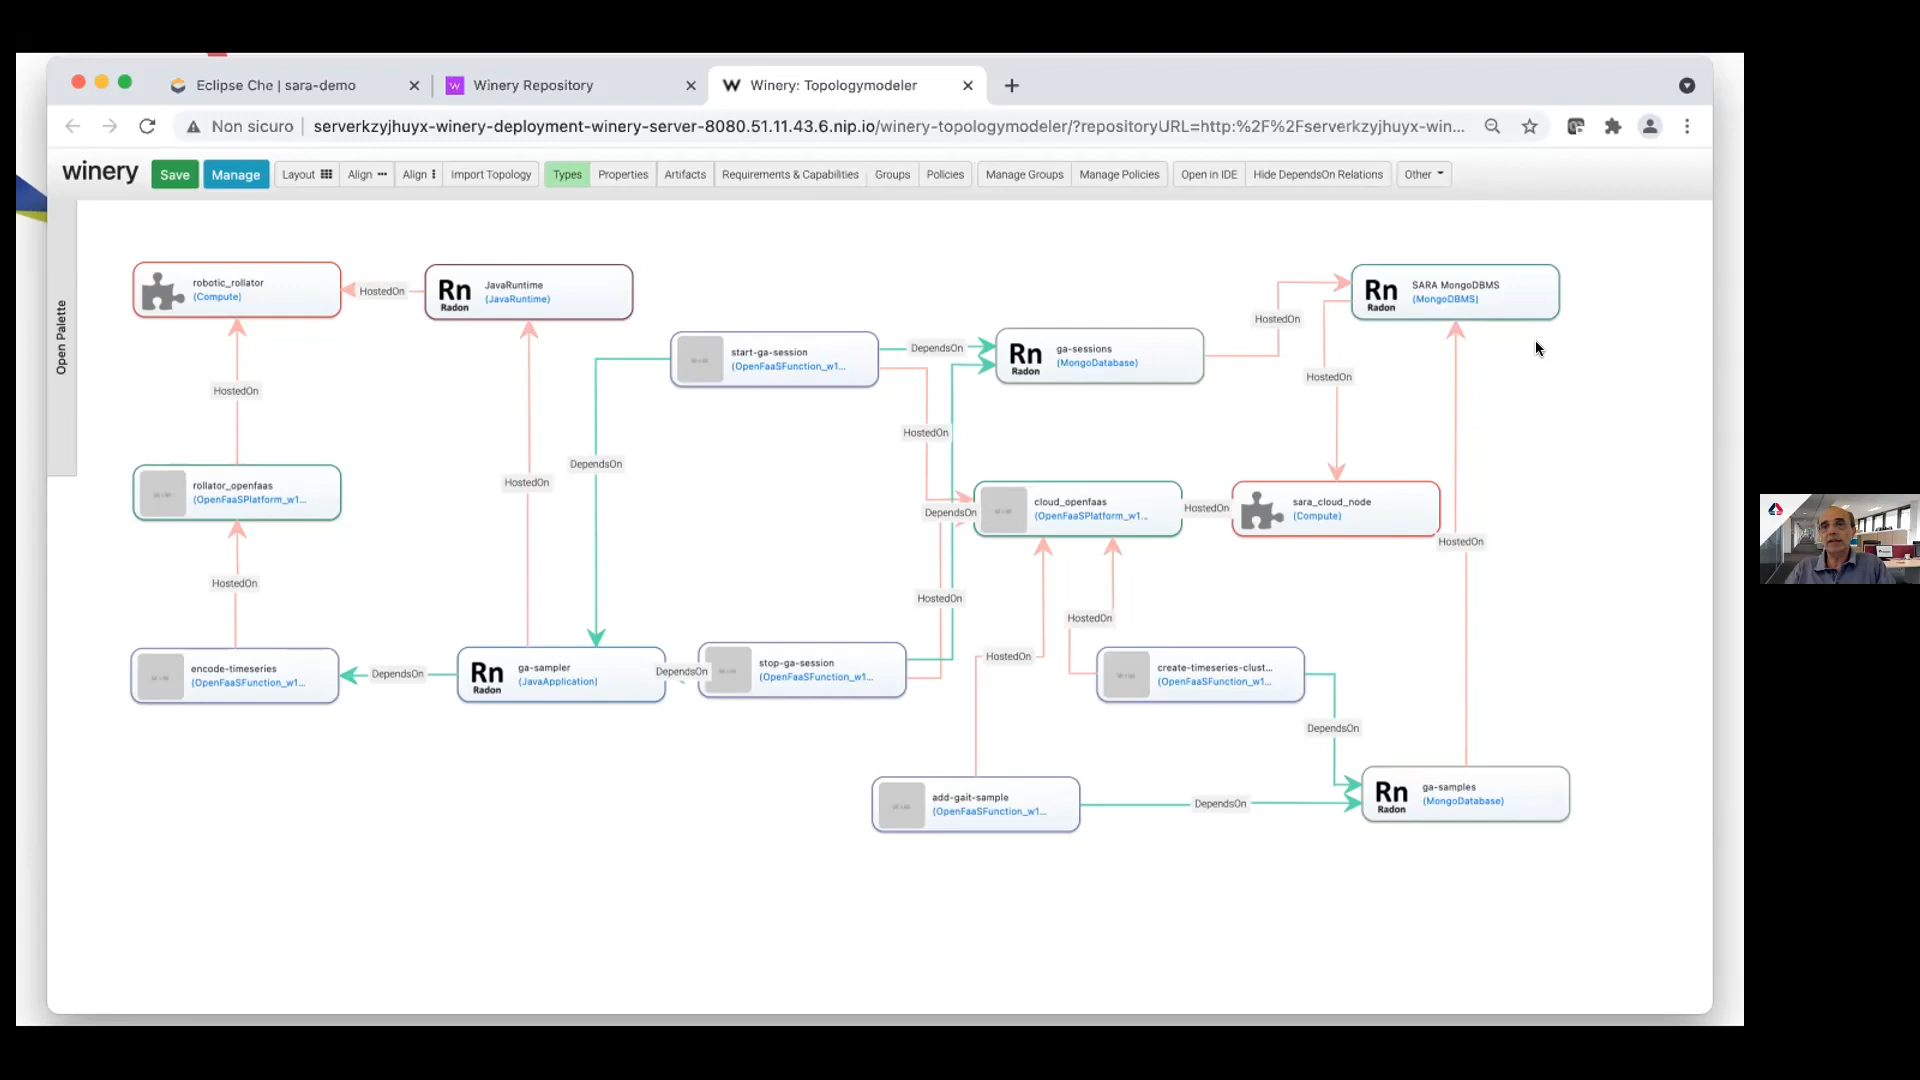 Eclipse Che | sara-demo
Winery Repository
Winery: Topologymodeler
Non sicuro
serverkzyjhuyx-winery-deployment-winery-server-8080.51.11.43.6.nip.io/winery-topologymodeler/?repositoryURL=http:%2F%2Fserverkzyjhuyx-win...
winery
Save
Manage
Layout
Align
Align
Import Topology
Types
Properties
Artifacts
Requirements & Capabilities
Groups
Policies
Manage Groups
Manage Policies
Open in IDE
Hide DependsOn Relations
Other
Open Palette
robotic_rollator
(Compute)
HostedOn
Rn
Radon
JavaRuntime
(JavaRuntime)
start-ga-session
(OpenFaaSFunction_w1...
DependsOn
Rn
Radon
ga-sessions
(MongoDatabase)
HostedOn
Rn
Radon
SARA MongoDBMS
(MongoDBMS)
HostedOn
HostedOn
HostedOn
DependsOn
HostedOn
rollator_openfaas
(OpenFaaSPlatform_w1...
DependsOn
cloud_openfaas
(OpenFaaSPlatform_w1...
HostedOn
sara_cloud_node
(Compute)
HostedOn
HostedOn
HostedOn
HostedOn
HostedOn
encode-timeseries
(OpenFaaSFunction_w1...
DependsOn
Rn
Radon
ga-sampler
(JavaApplication)
DependsOn
stop-ga-session
(OpenFaaSFunction_w1...
create-timeseries-clust...
(OpenFaaSFunction_w1...
DependsOn
add-gait-sample
(OpenFaaSFunction_w1...
DependsOn
Rn
Radon
ga-samples
(MongoDatabase)